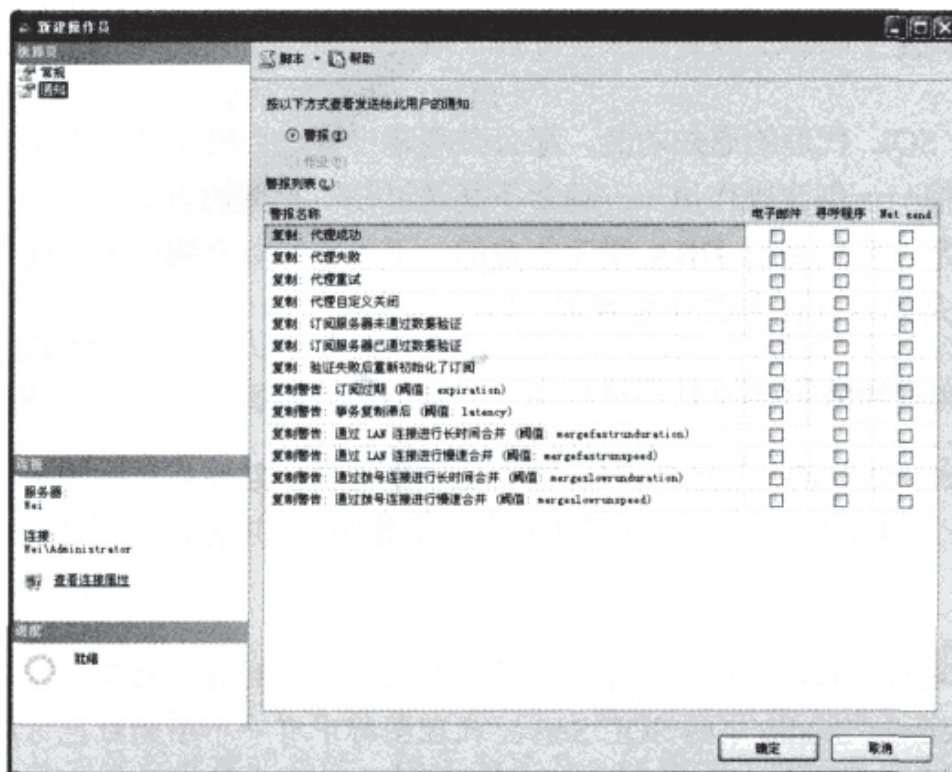 新建操作员
选择页
常规
通知
脚本
帮助
按以下方式查看发送给此用户的通知:
警报(E)
作业
警报列表(L):
警报名称 电子邮件 寻呼程序 Net send
复制: 代理成功
复制: 代理失败
复制: 代理重试
复制: 代理自定义关闭
复制: 订阅服务器未通过数据验证
复制: 订阅服务器已通过数据验证
复制: 验证失败后重新初始化了订阅
复制警告: 订阅过期 (阈值: expiration)
复制警告: 事务复制滞后 (阈值: latency)
复制警告: 通过 LAN 连接进行长时间合并 (阈值: mergefastrunduration)
复制警告: 通过 LAN 连接进行慢速合并 (阈值: mergefastrunspeed)
复制警告: 通过拨号连接进行长时间合并 (阈值: mergeslowrunduration)
复制警告: 通过拨号连接进行慢速合并 (阈值: mergeslowrunspeed)
连接
服务器:
Wei
连接:
Wei\Administrator
查看连接属性
进度
就绪
确定
取消